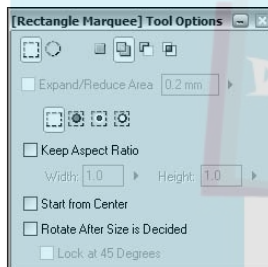 [Rectangle Marquee] Tool Options
Expand/Reduce Area 0.2 mm
Keep Aspect Ratio
Width: 1.0 Height: 1.0
Start from Center
Rotate After Size is Decided
Lock at 45 Degrees